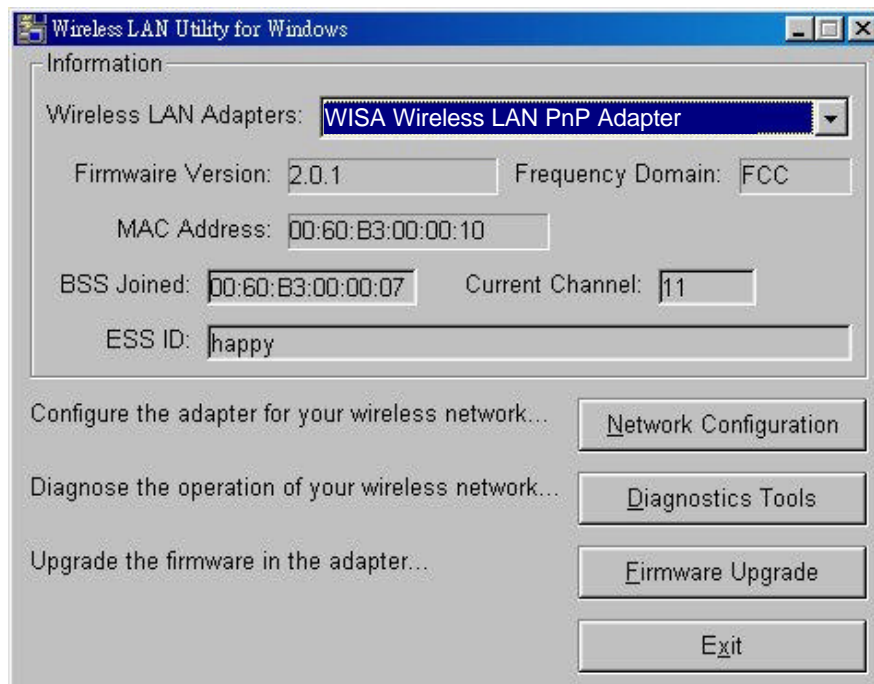 Wireless LAN Utility for Windows
Information
Wireless LAN Adapters: WISA Wireless LAN PnP Adapter
Firmwaire Version: 2.0.1 Frequency Domain: FCC
MAC Address: 00:60:B3:00:00:10
BSS Joined: 00:60:B3:00:00:07 Current Channel: 11
ESS ID: happy
Configure the adapter for your wireless network... Network Configuration
Diagnose the operation of your wireless network... Diagnostics Tools
Upgrade the firmware in the adapter... Firmware Upgrade
Exit